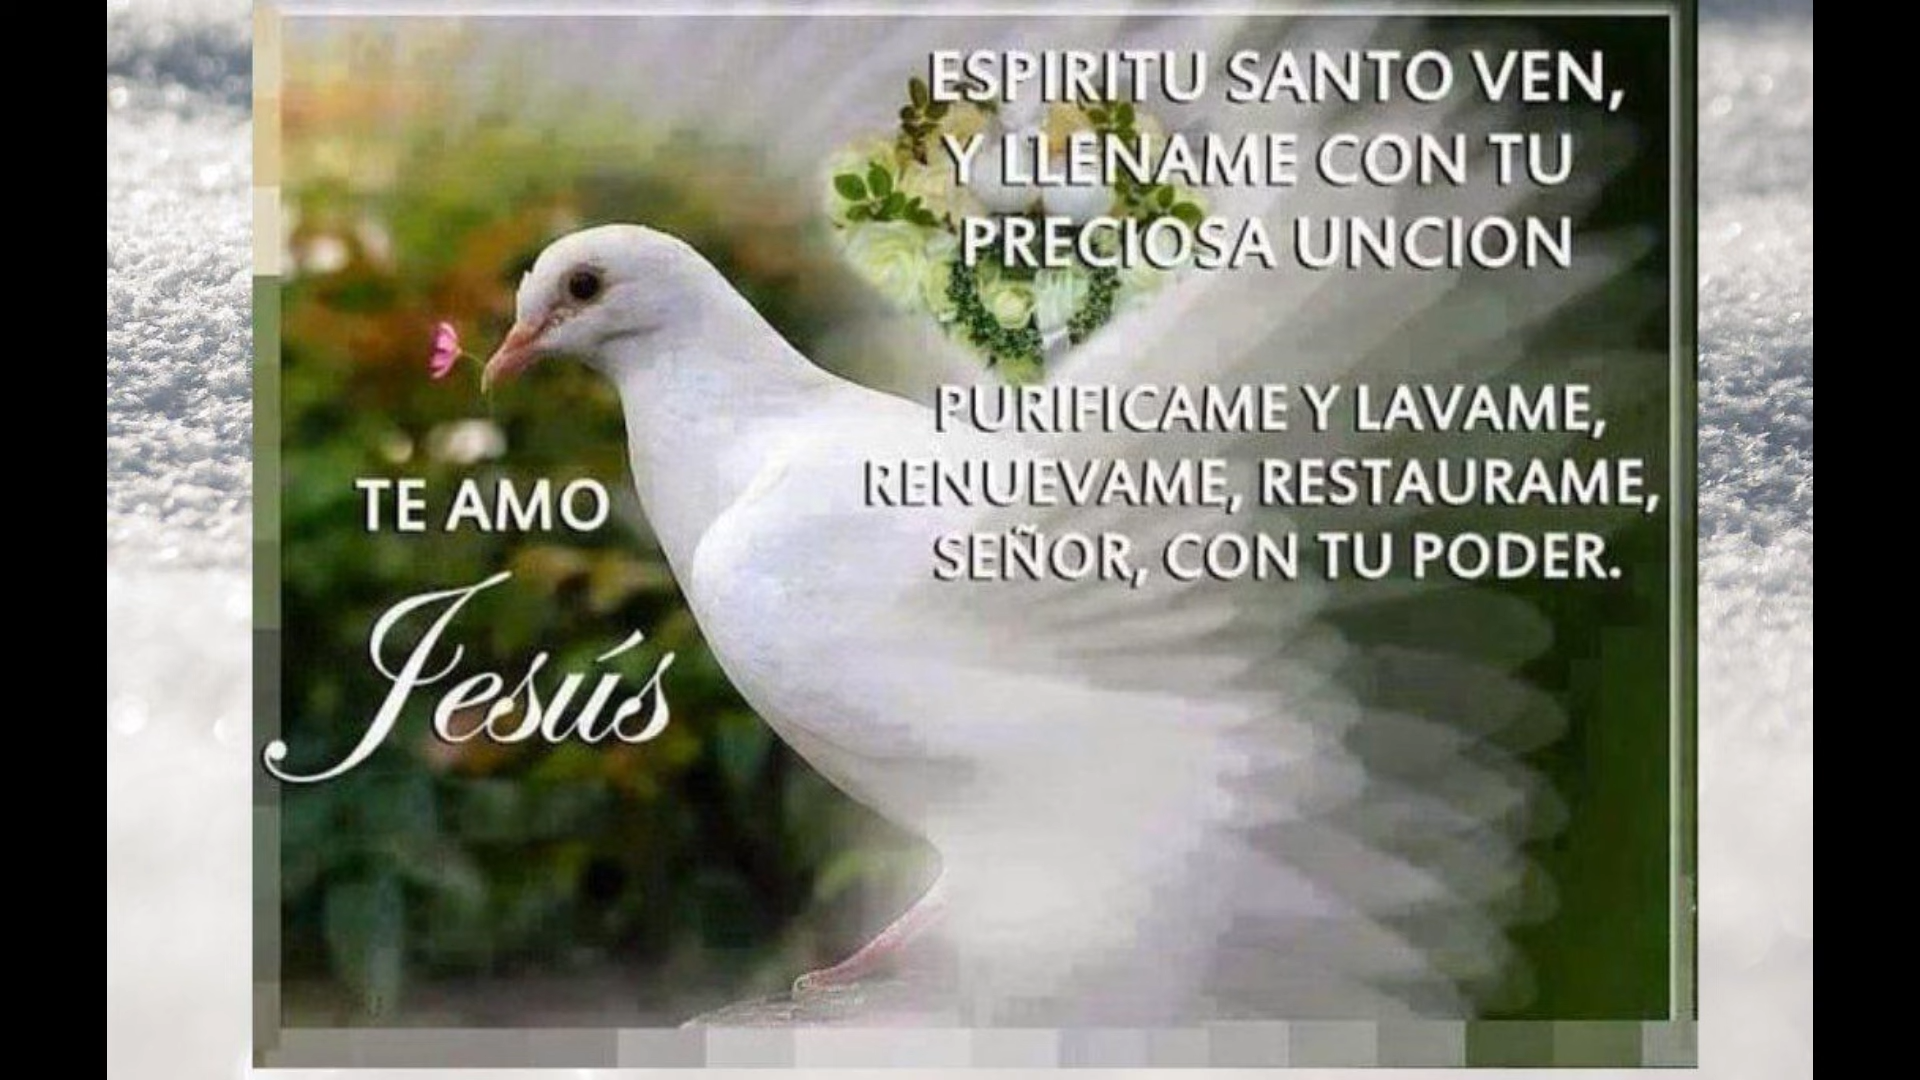 ESPIRITU SANTO VEN,
Y LLENAME CON TU
PRECIOSA UNCION
PURIFICAME Y LAVAME,
RENUEVAME, RESTAURAME,
SEÑOR, CON TU PODER.
TE AMO
Jesús